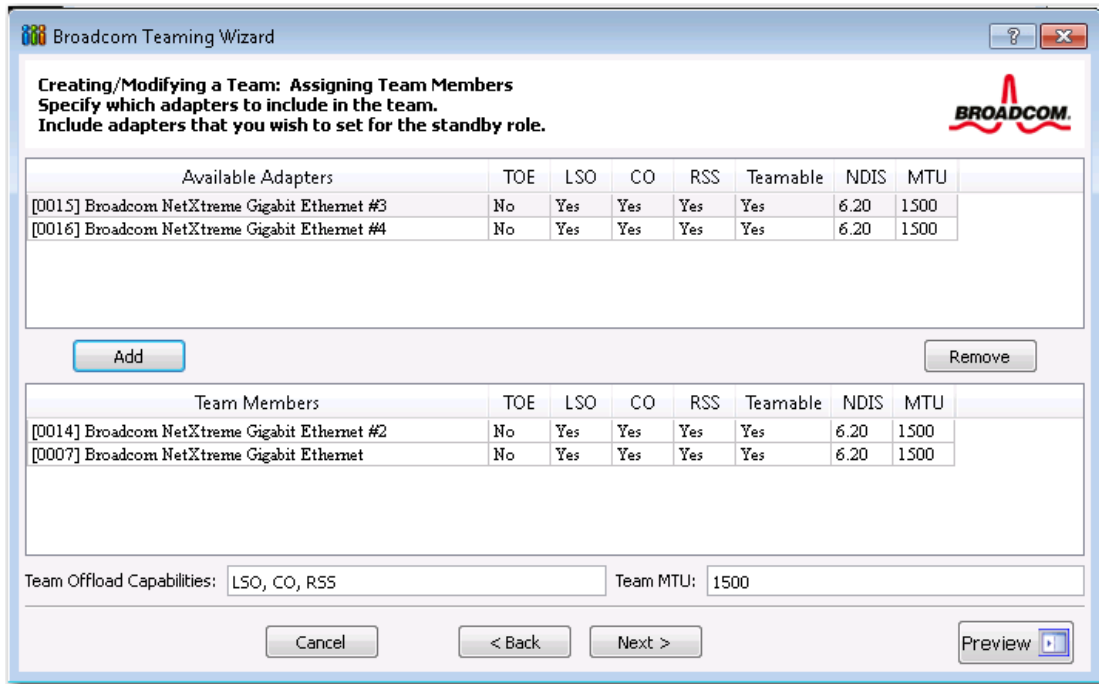 Broadcom Teaming Wizard
?
Creating/Modifying a Team: Assigning Team Members
Specify which adapters to include in the team.
Include adapters that you wish to set for the standby role.
BROADCOM.
Available Adapters TOE LSO CO RSS Teamable NDIS MTU
[0015] Broadcom NetXtreme Gigabit Ethernet #3 No Yes Yes Yes Yes 6.20 1500
[0016] Broadcom NetXtreme Gigabit Ethernet #4 No Yes Yes Yes Yes 6.20 1500
Add Remove
Team Members TOE LSO CO RSS Teamable NDIS MTU
[0014] Broadcom NetXtreme Gigabit Ethernet #2 No Yes Yes Yes Yes 6.20 1500
[0007] Broadcom NetXtreme Gigabit Ethernet No Yes Yes Yes Yes 6.20 1500
Team Offload Capabilities: LSO, CO, RSS Team MTU: 1500
Cancel < Back Next > Preview